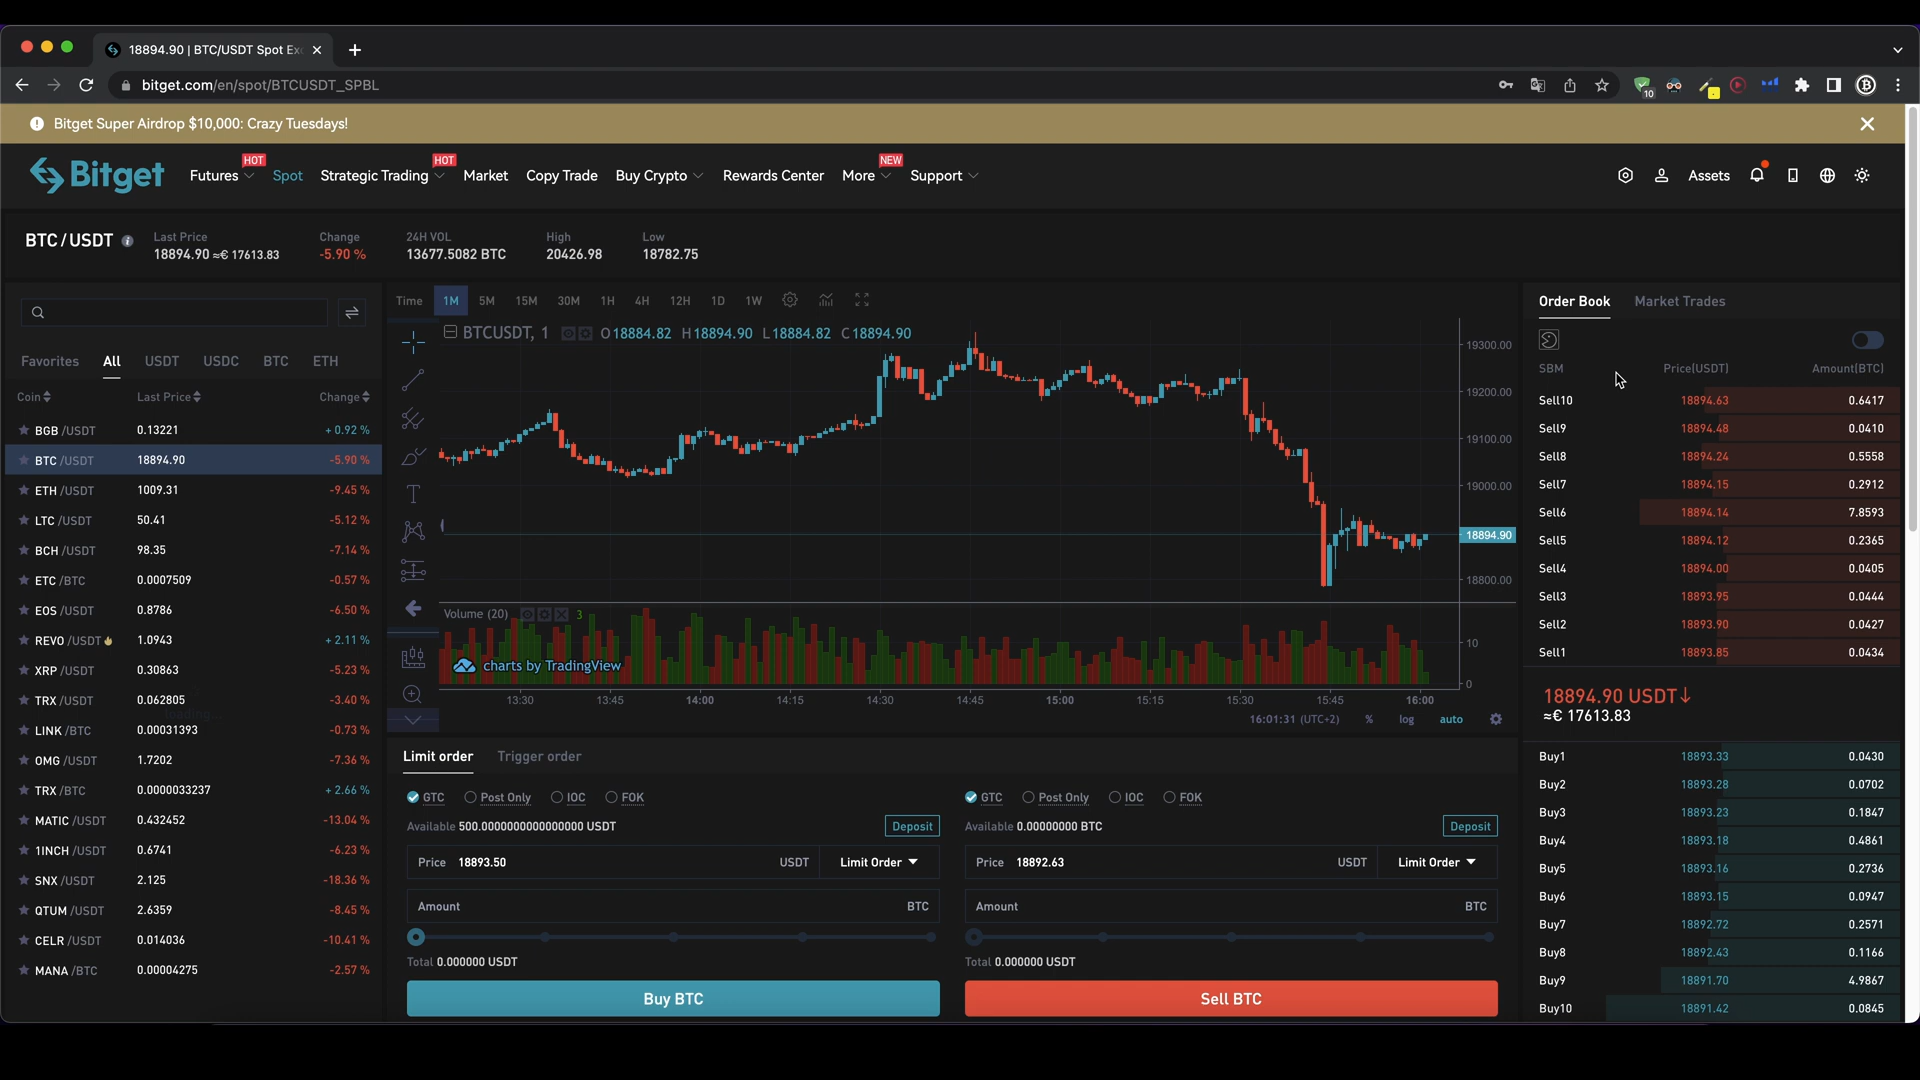 18894.90 | BTC/USDT Spot Exc
bitget.com/en/spot/BTCUSDT_SPBL
10
Bitget Super Airdrop $10,000: Crazy Tuesdays!
HOT HOT NEW
Bitget Futures Spot Strategic Trading Market Copy Trade Buy Crypto Rewards Center More Support Assets
BTC/USDT
Last Price Change 24H VOL High Low
18894.90 ≈€ 17613.83 -5.90 % 13677.5082 BTC 20426.98 18782.75
Favorites All USDT USDC BTC ETH
Coin Last Price Change
BGB /USDT 0.13221 + 0.92 %
BTC /USDT 18894.90 -5.90 %
ETH /USDT 1009.31 -9.45 %
LTC /USDT 50.41 -5.12 %
BCH /USDT 98.35 -7.14 %
ETC /BTC 0.0007509 -0.57 %
EOS /USDT 0.8786 -6.50 %
REVO /USDT 1.0943 + 2.11 %
XRP /USDT 0.30863 -5.23 %
TRX /USDT 0.062805 -3.40 %
LINK /BTC 0.00031393 -0.73 %
OMG /USDT 1.7202 -7.36 %
TRX /BTC 0.0000033237 + 2.66 %
MATIC /USDT 0.432452 -13.04 %
1INCH /USDT 0.6741 -6.23 %
SNX /USDT 2.125 -18.36 %
QTUM /USDT 2.6359 -8.45 %
CELR /USDT 0.014036 -10.41 %
MANA /BTC 0.00004275 -2.57 %
Time 1M 5M 15M 30M 1H 4H 12H 1D 1W
BTCUSDT, 1 O18884.82 H18894.90 L18884.82 C18894.90
19300.00
19200.00
19100.00
19000.00
18894.90
18800.00
Volume (20) 3
10
charts by TradingView
0
13:30 13:45 14:00 14:15 14:30 14:45 15:00 15:15 15:30 15:45 16:00
16:01:31 (UTC+2) % log auto
Limit order Trigger order
GTC Post Only IOC FOK
Available 500.0000000000000000 USDT Deposit
Price 18893.50 USDT Limit Order
Amount BTC
Total 0.000000 USDT
Buy BTC
GTC Post Only IOC FOK
Available 0.00000000 BTC Deposit
Price 18892.63 USDT Limit Order
Amount BTC
Total 0.000000 USDT
Sell BTC
Order Book Market Trades
SBM Price(USDT) Amount(BTC)
Sell10 18894.63 0.6417
Sell9 18894.48 0.0410
Sell8 18894.24 0.5558
Sell7 18894.15 0.2912
Sell6 18894.14 7.8593
Sell5 18894.12 0.2365
Sell4 18894.00 0.0405
Sell3 18893.95 0.0444
Sell2 18893.90 0.0427
Sell1 18893.85 0.0434
18894.90 USDT↓
≈€ 17613.83
Buy1 18893.33 0.0430
Buy2 18893.28 0.0702
Buy3 18893.23 0.1847
Buy4 18893.18 0.4861
Buy5 18893.16 0.2736
Buy6 18893.15 0.0947
Buy7 18892.72 0.2571
Buy8 18892.43 0.1166
Buy9 18891.70 4.9867
Buy10 18891.42 0.0845